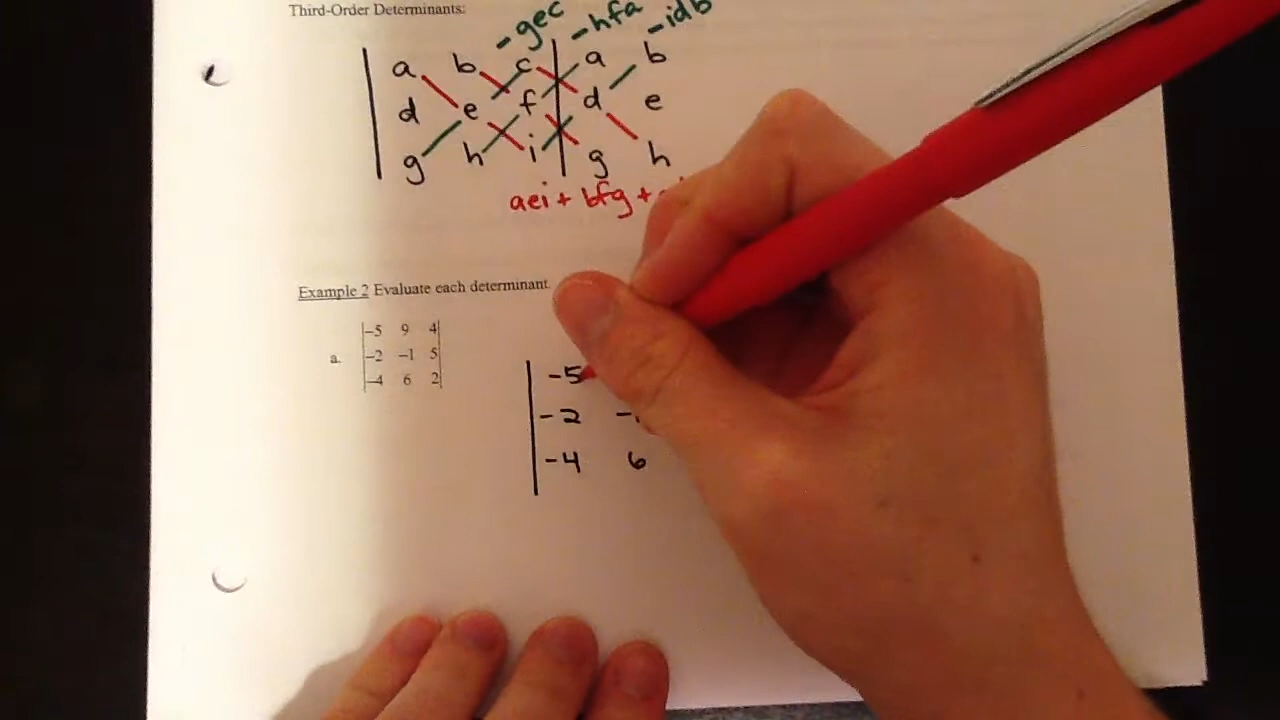 Third-Order Determinants:
-gec -hfa -idb
a b c a b
d e f d e
g h i g h
aei + bfg +
Example 2 Evaluate each determinant.
a.
-5 9 4
-2 -1 5
-4 6 2
-5
-2
-4 6